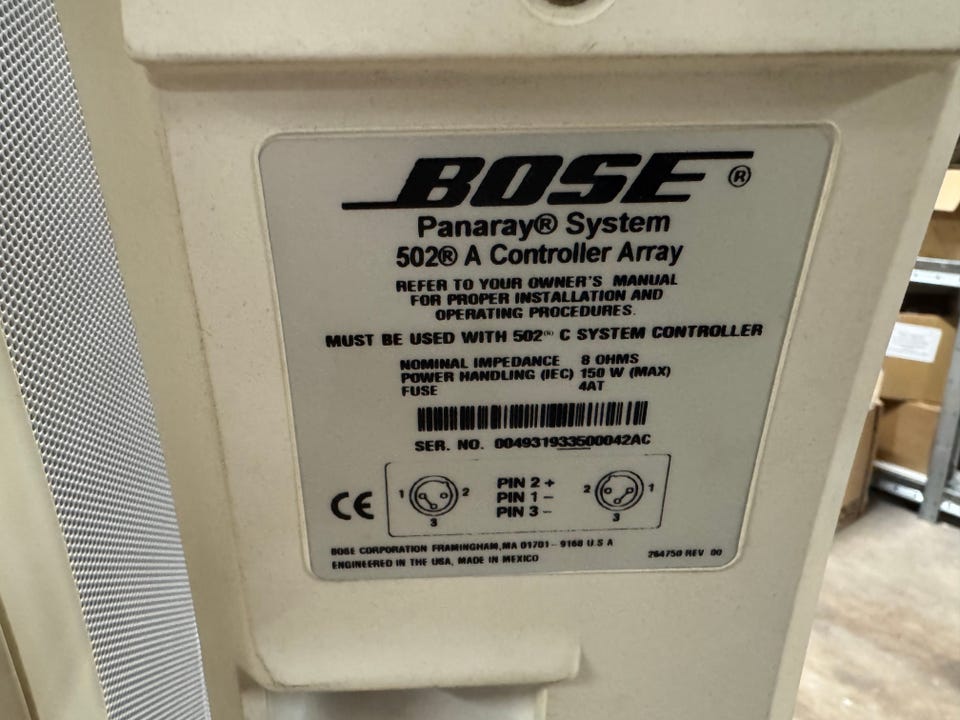 BOSE®
Panaray® System
502® A Controller Array
REFER TO YOUR OWNER'S MANUAL
FOR PROPER INSTALLATION AND
OPERATING PROCEDURES.
MUST BE USED WITH 502® C SYSTEM CONTROLLER
NOMINAL IMPEDANCE 8 OHMS
POWER HANDLING (IEC) 150 W (MAX)
FUSE 4AT
SER. NO. 004931933500042AC
CE 1 2 3 PIN 2 + 2 1 3
PIN 1 –
PIN 3 –
BOSE CORPORATION FRAMINGHAM, MA 01701 – 9168 U.S A
ENGINEERED IN THE USA, MADE IN MEXICO
264750 REV 00